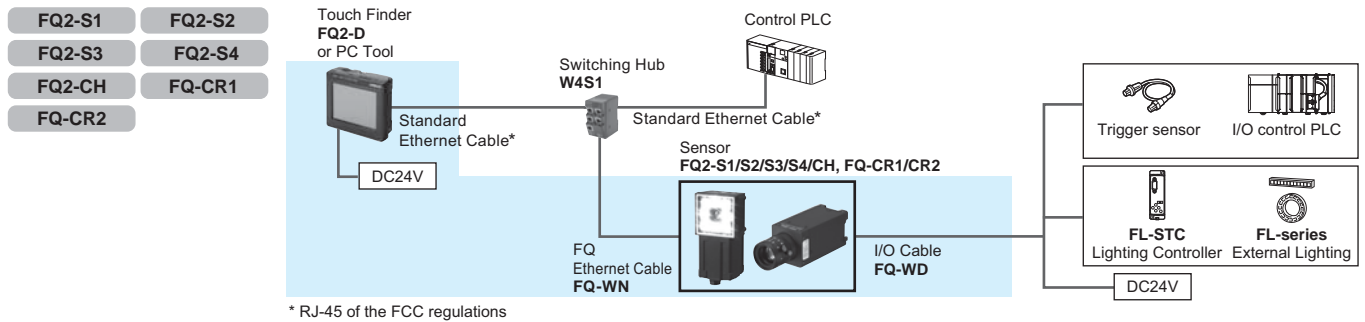 FQ2-S1
FQ2-S2
FQ2-S3
FQ2-S4
FQ2-CH
FQ-CR1
FQ-CR2
Touch Finder
FQ2-D
or PC Tool
Switching Hub
W4S1
Control PLC
Standard
Ethernet Cable*
Standard Ethernet Cable*
DC24V
Sensor
FQ2-S1/S2/S3/S4/CH, FQ-CR1/CR2
FQ
Ethernet Cable
FQ-WN
I/O Cable
FQ-WD
Trigger sensor
I/O control PLC
FL-STC
Lighting Controller
FL-series
External Lighting
DC24V
* RJ-45 of the FCC regulations